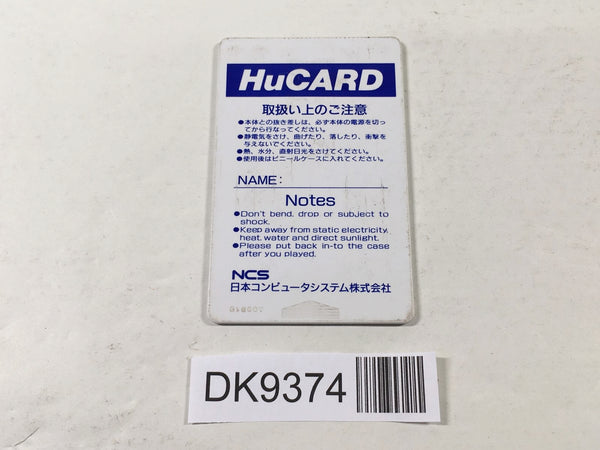 HuCARD
取扱い上のご注意
●本体との抜き差しは、必ず本体の電源を切っ
てから行なってください。
●静電気をさけ、曲げたり、落したり、衝撃を
与えないでください。
●熱、水分、直射日光をさけてください。
●使用後はビニールケースに入れてください。
NAME:
Notes
●Don't bend, drop or subject to
shock.
●Keep away from static electricity,
heat, water and direct sunlight.
●Please put back in-to the case
after you played.
NCS
日本コンピュータシステム株式会社
DK9374